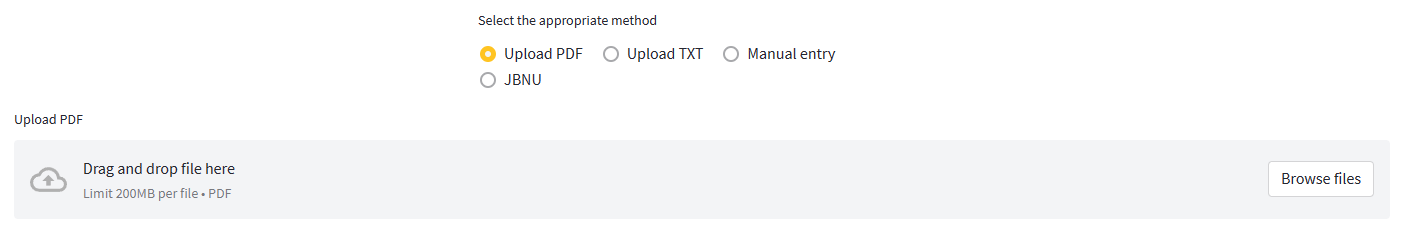 Select the appropriate method
Upload PDF Upload TXT Manual entry
JBNU
Upload PDF
Drag and drop file here
Limit 200MB per file • PDF
Browse files